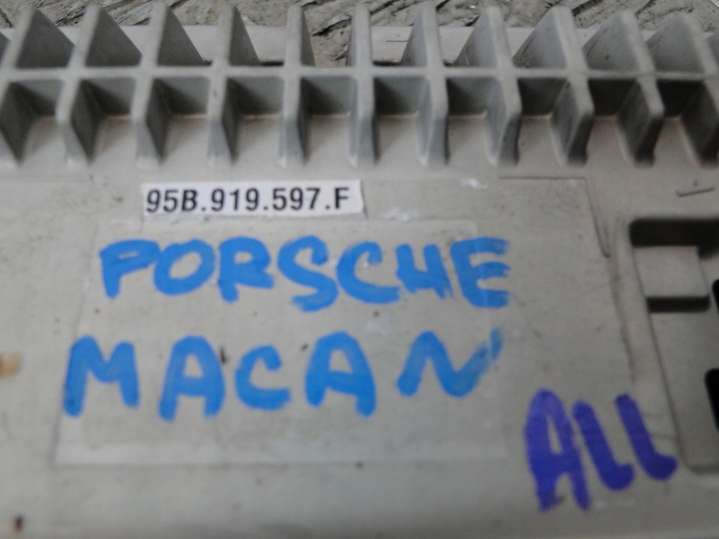 95B.919.597.F
PORSCHE
MACAN
ALL